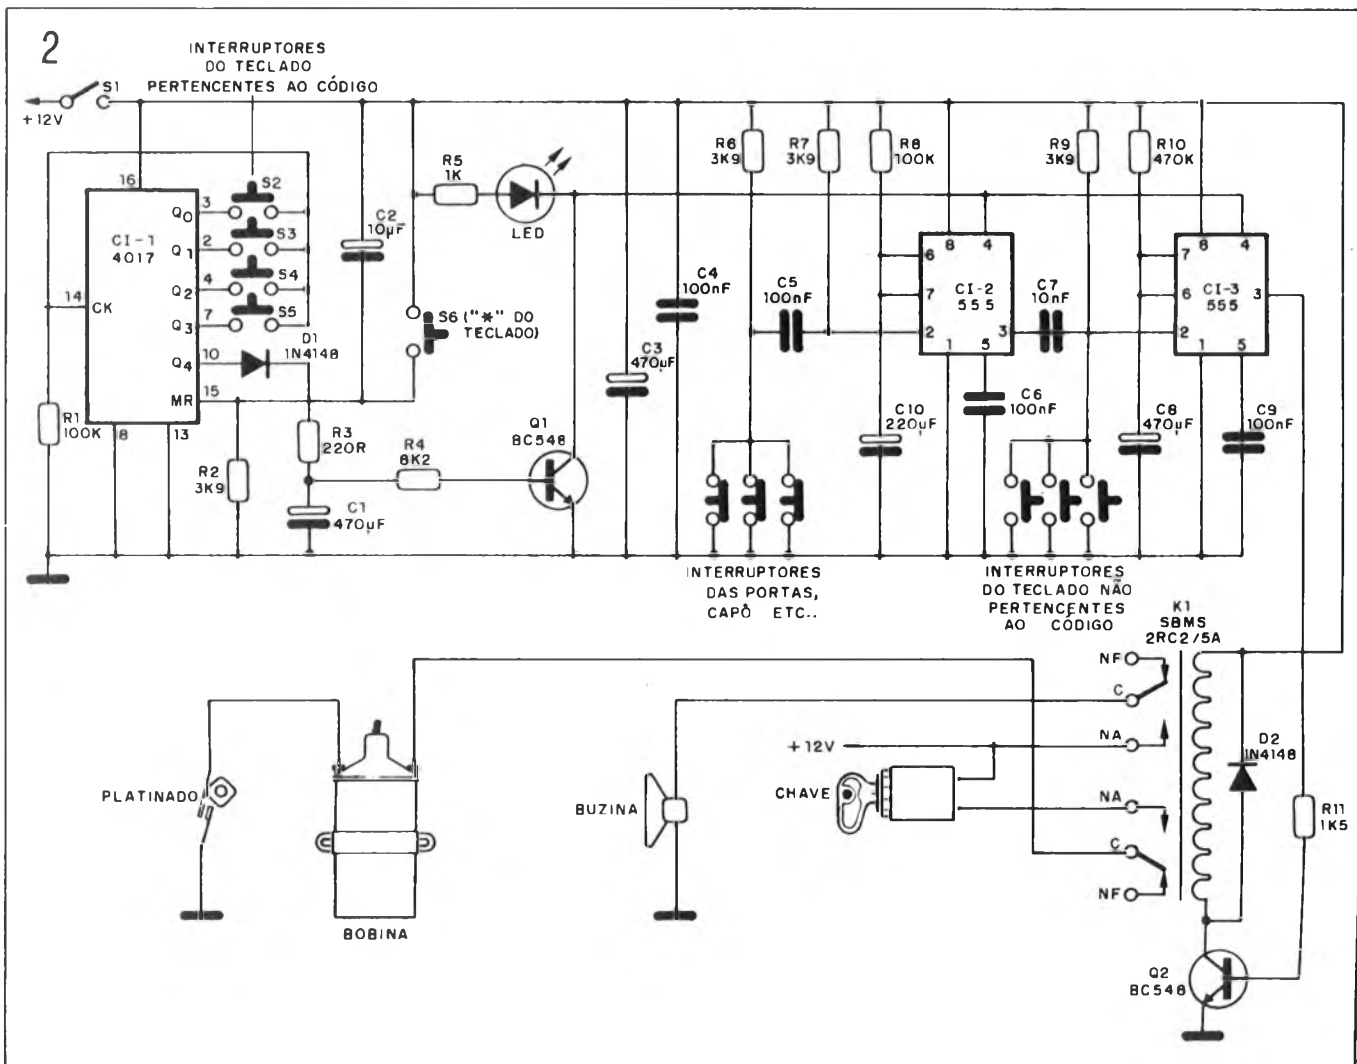 2
INTERRUPTORES
DO TECLADO
PERTENCENTES AO CÓDIGO
S1
+12V
16
CI-1
4017
Q0
3
S2
Q1
2
S3
Q2
4
S4
Q3
7
S5
14
CK
Q4
10
D1
1N4148
MR
15
8
13
R1
100K
R2
3K9
R3
220R
C1
470µF
C2
10µF
R4
8K2
R5
1K
LED
S6 ("*" DO
TECLADO)
Q1
BC548
C3
470µF
C4
100nF
R6
3K9
R7
3K9
R8
100K
C5
100nF
8
4
6
7
2
CI-2
555
3
1
5
C7
10nF
C10
220µF
C6
100nF
R9
3K9
R10
470K
8
4
7
6
2
CI-3
555
3
1
5
C8
470µF
C9
100nF
INTERRUPTORES
DAS PORTAS,
CAPÔ ETC..
INTERRUPTORES
DO TECLADO NÃO
PERTENCENTES
AO CÓDIGO
K1
SBMS
2RC2/5A
NF
C
NA
NA
C
NF
+12V
CHAVE
BUZINA
PLATINADO
BOBINA
D2
1N4148
R11
1K5
Q2
BC548